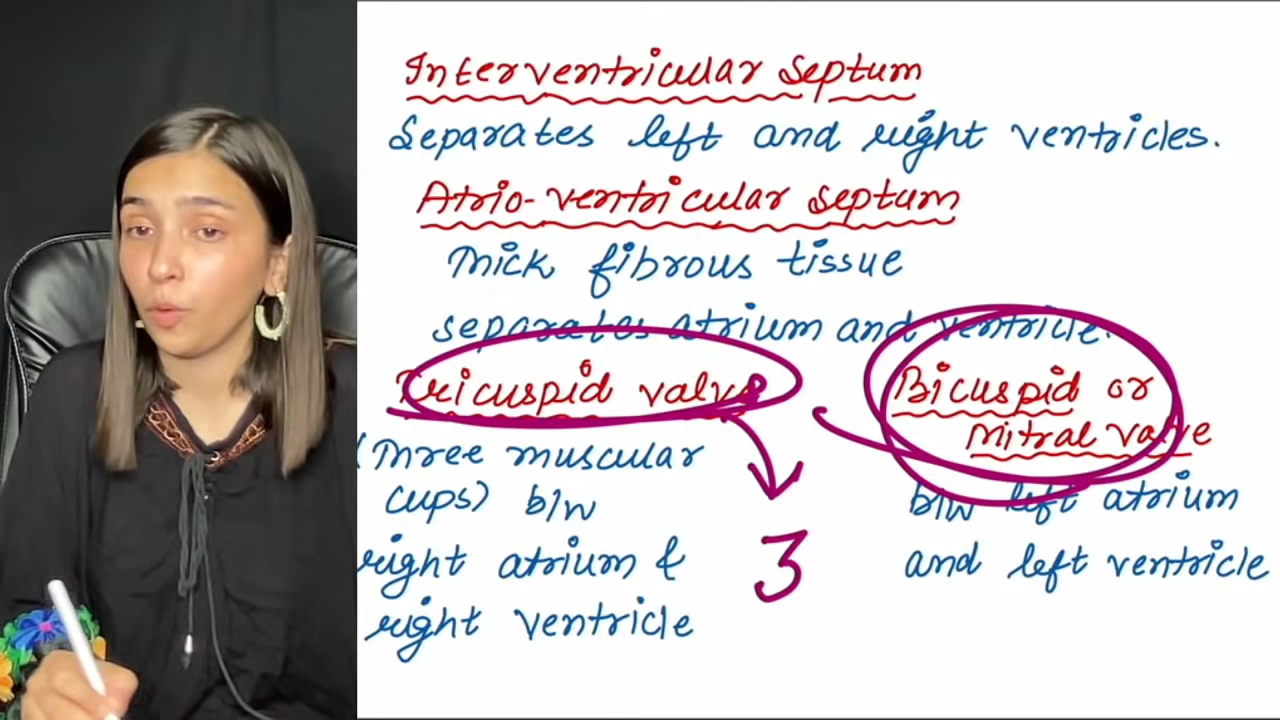 Interventricular Septum
Separates left and right ventricles.
Atrio-ventricular septum
Thick fibrous tissue
separates atrium and ventricle.
Tricuspid valve
(Three muscular
cups) b/w
right atrium &
right ventricle
3
Bicuspid or
Mitral valve
b/w left atrium
and left ventricle